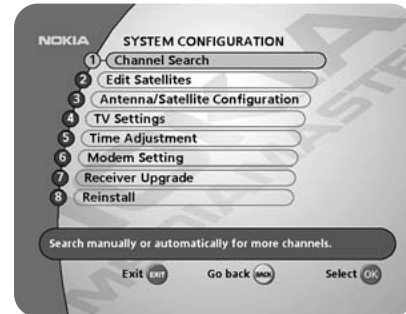 NOKIA
SYSTEM CONFIGURATION
1 Channel Search
2 Edit Satellites
3 Antenna/Satellite Configuration
4 TV Settings
5 Time Adjustment
6 Modem Setting
7 Receiver Upgrade
8 Reinstall
Search manually or automatically for more channels.
Exit EXIT Go back BACK Select OK
NOKIA
MEDIAMASTER